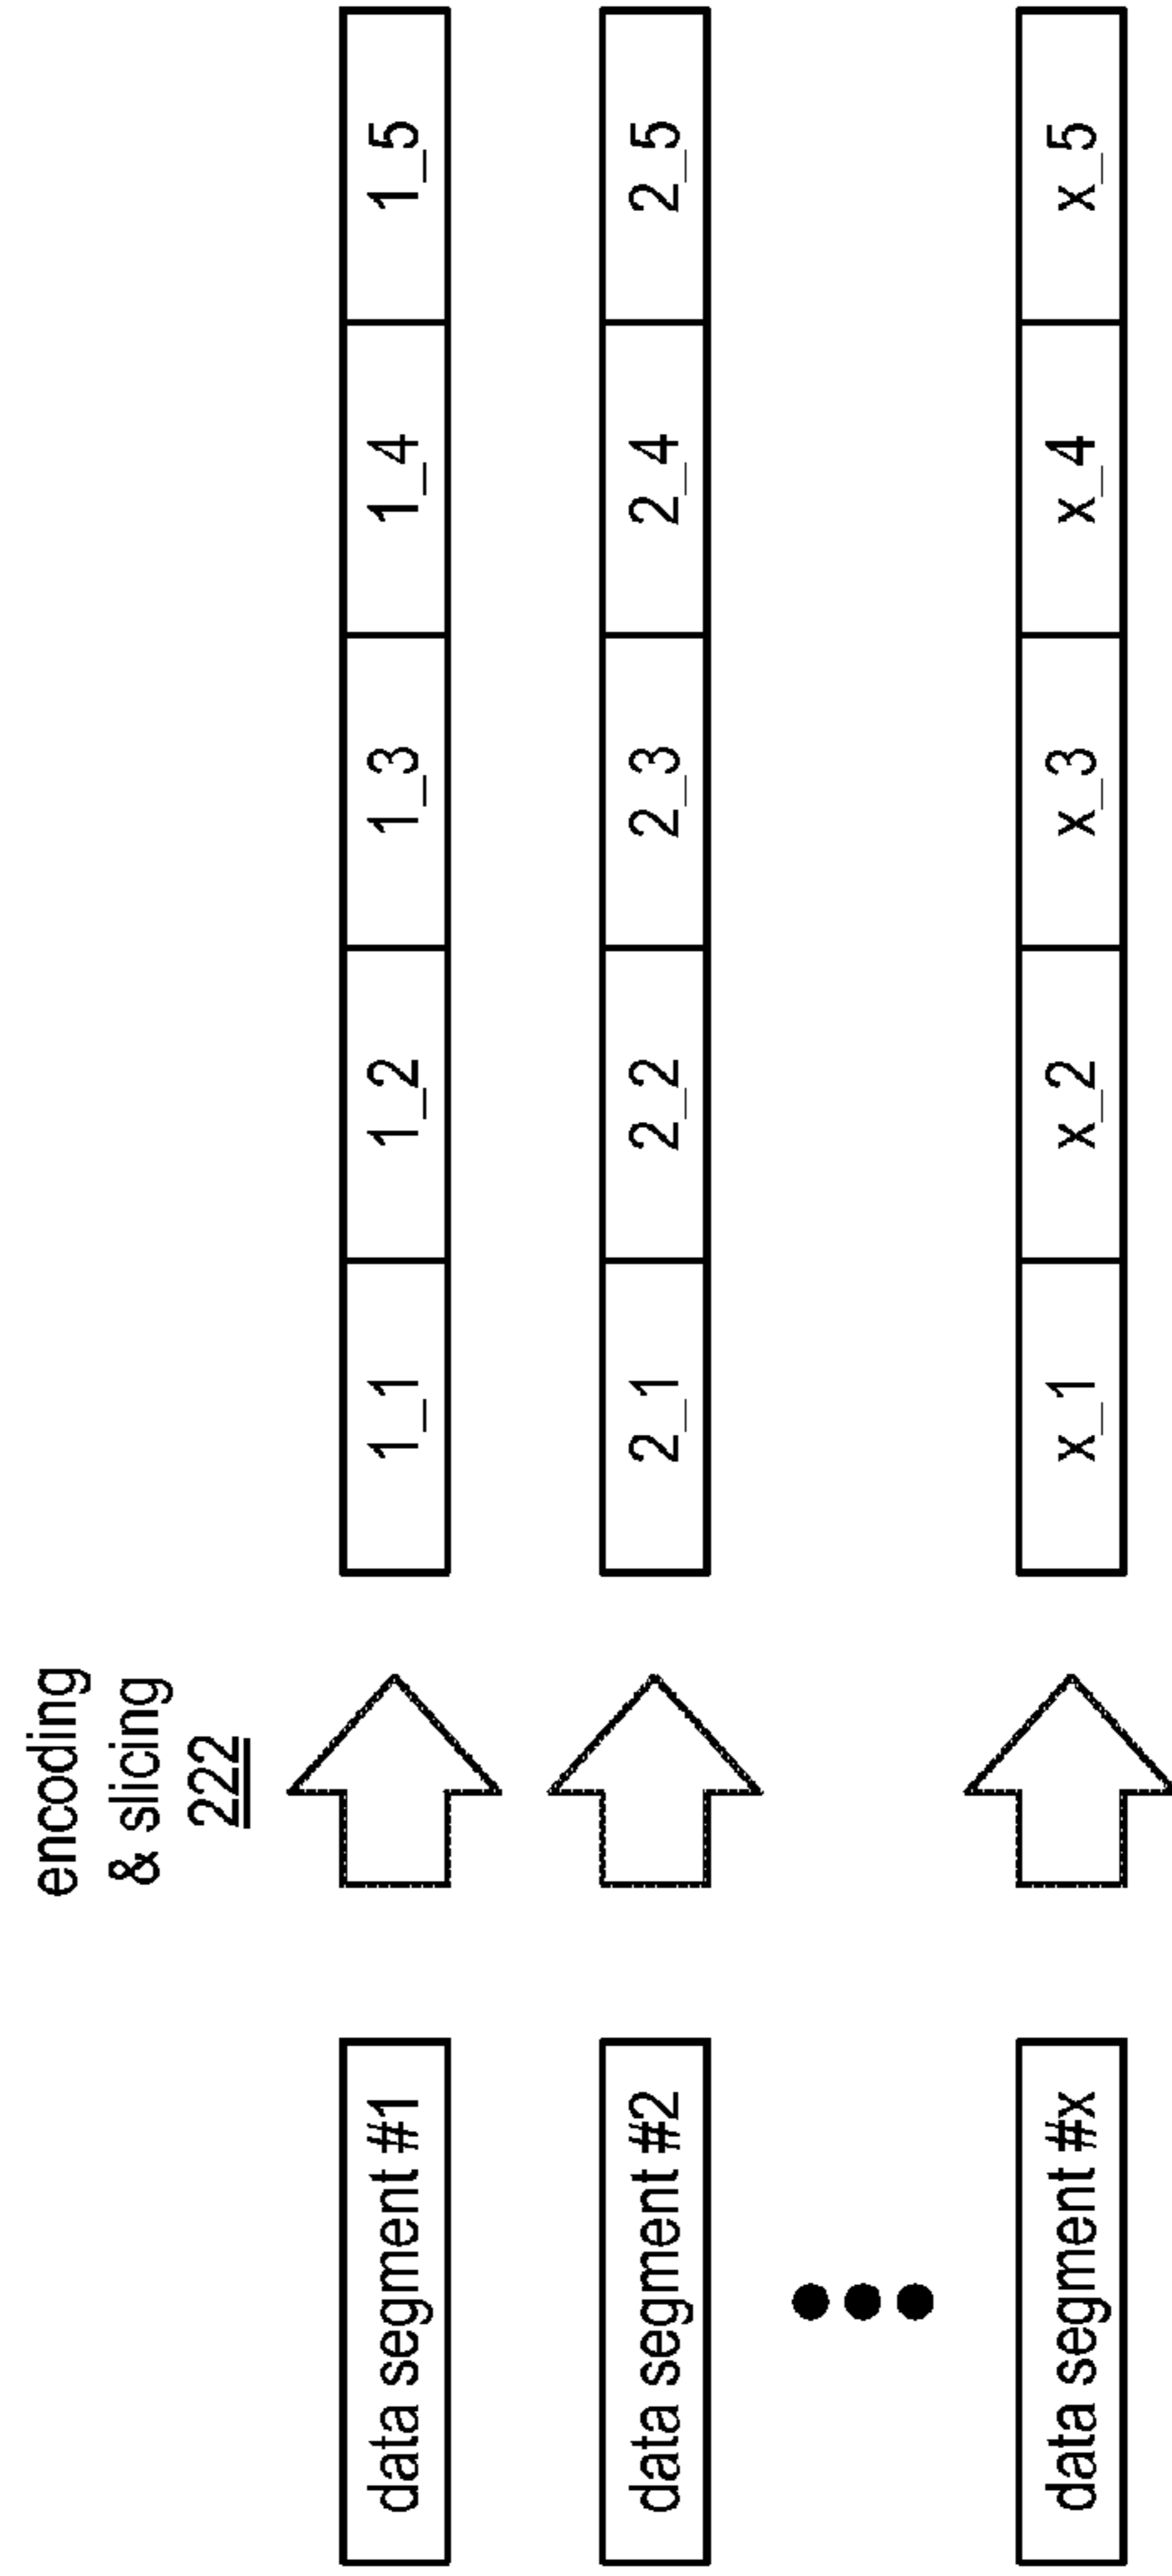 encoding
& slicing
222
data segment #1
1_1 1_2 1_3 1_4 1_5
data segment #2
2_1 2_2 2_3 2_4 2_5
data segment #x
x_1 x_2 x_3 x_4 x_5